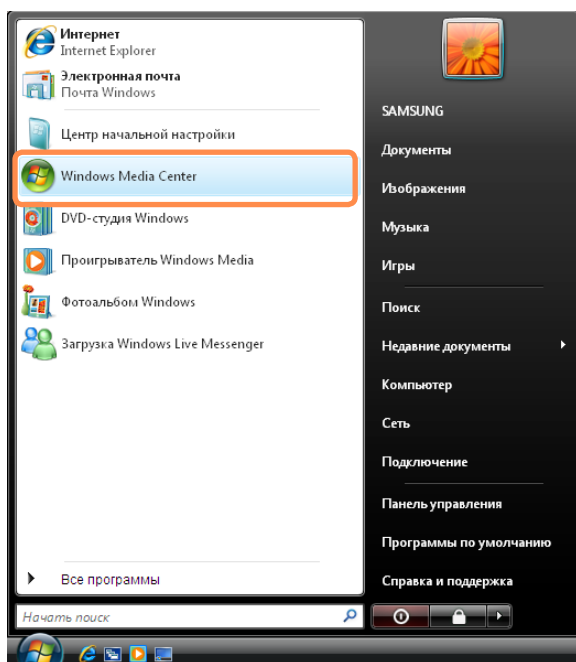 Интернет
Internet Explorer
Электронная почта
Почта Windows
Центр начальной настройки
Windows Media Center
DVD-студия Windows
Проигрыватель Windows Media
Фотоальбом Windows
Загрузка Windows Live Messenger
Все программы
Начать поиск
SAMSUNG
Документы
Изображения
Музыка
Игры
Поиск
Недавние документы
Компьютер
Сеть
Подключение
Панель управления
Программы по умолчанию
Справка и поддержка